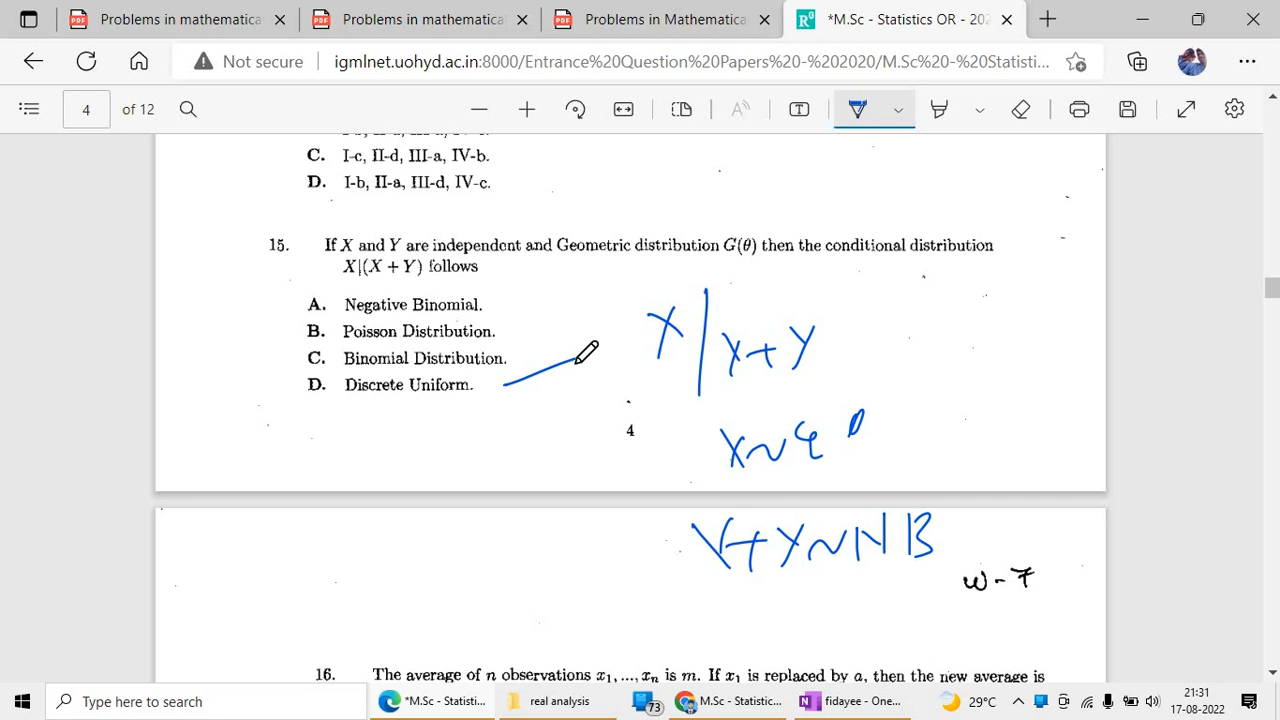 Problems in mathematica
Problems in mathematica
Problems in Mathematica
*M.Sc - Statistics OR - 202
Not secure
igmlnet.uohyd.ac.in:8000/Entrance%20Question%20Papers%20-%202020/M.Sc%20-%20Statisti...
4 of 12
C. I-c, II-d, III-a, IV-b.
D. I-b, II-a, III-d, IV-c.
15. If X and Y are independent and Geometric distribution G(θ) then the conditional distribution
X|(X + Y) follows
A. Negative Binomial.
B. Poisson Distribution.
C. Binomial Distribution.
D. Discrete Uniform.
X | X + Y
4
X ~ G
+ Y ~ N B
w - 7
16. The average of n observations x₁, ..., xₙ is m. If x₁ is replaced by a, then the new average is
Type here to search
*M.Sc - Statisti...
real analysis
73
M.Sc - Statistic...
fidayee - One...
29°C
21:31
17-08-2022